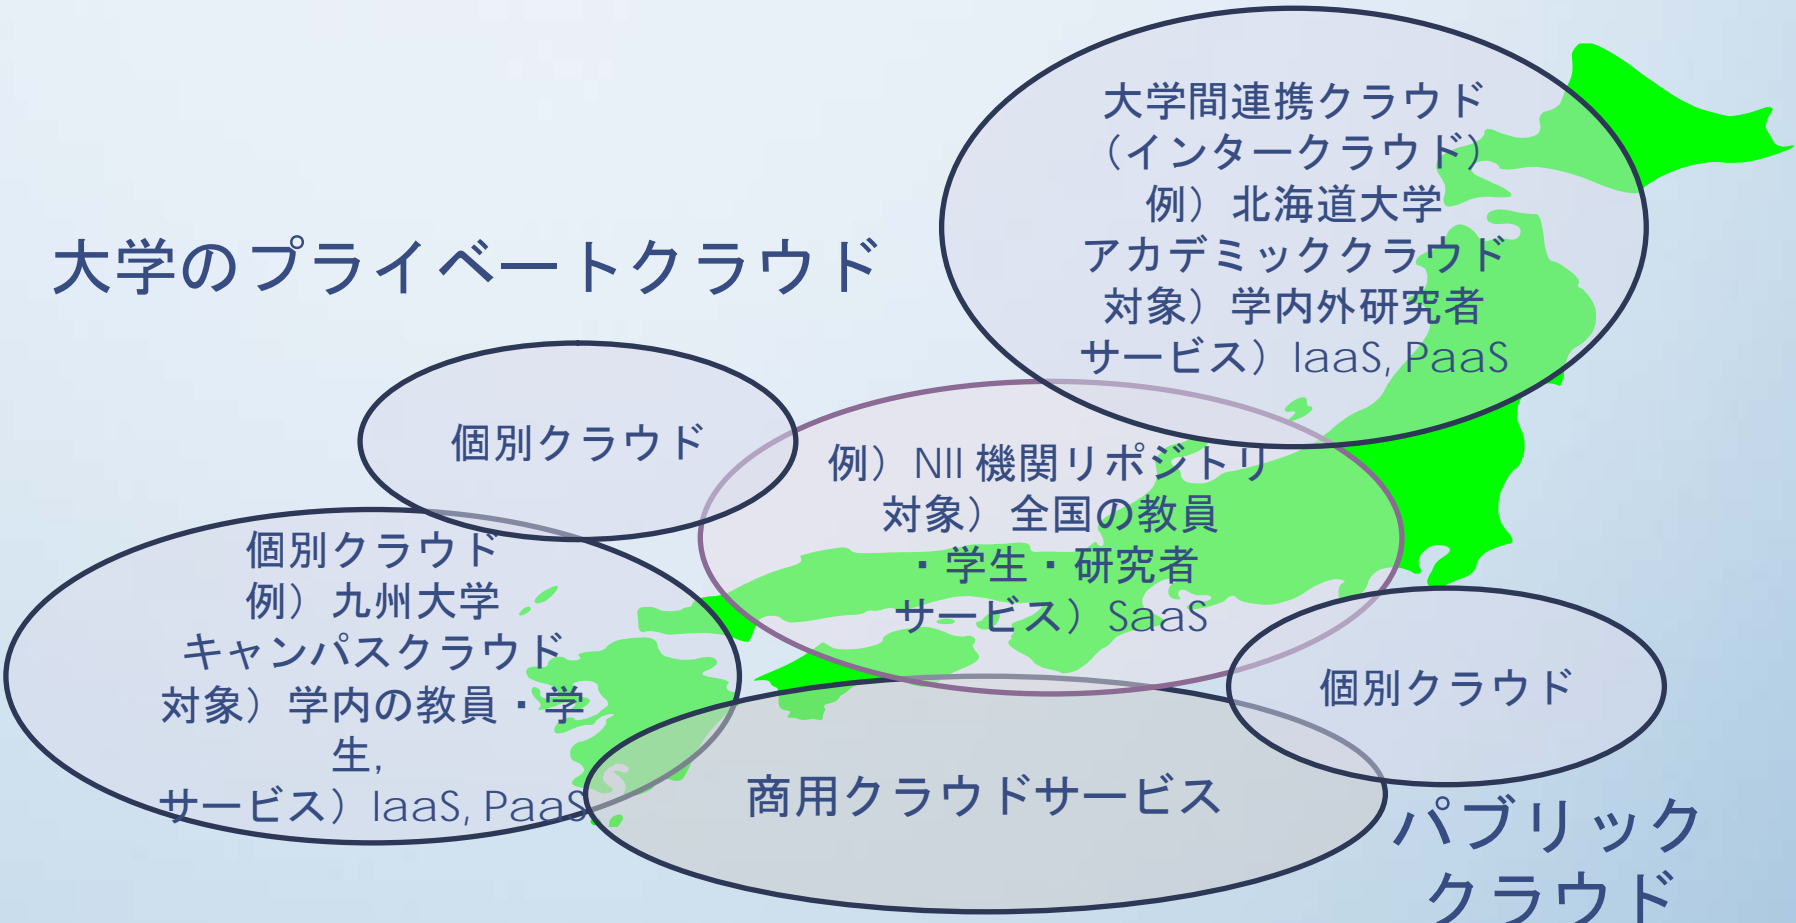 大学間連携クラウド
（インタークラウド）
例）北海道大学
アカデミッククラウド
対象）学内外研究者
サービス）IaaS, PaaS
大学のプライベートクラウド
個別クラウド
例）NII 機関リポジトリ
対象）全国の教員
・学生・研究者
サービス）SaaS
個別クラウド
例）九州大学
キャンパスクラウド
対象）学内の教員・学
生,
サービス）IaaS, PaaS
個別クラウド
商用クラウドサービス
パブリック
クラウド